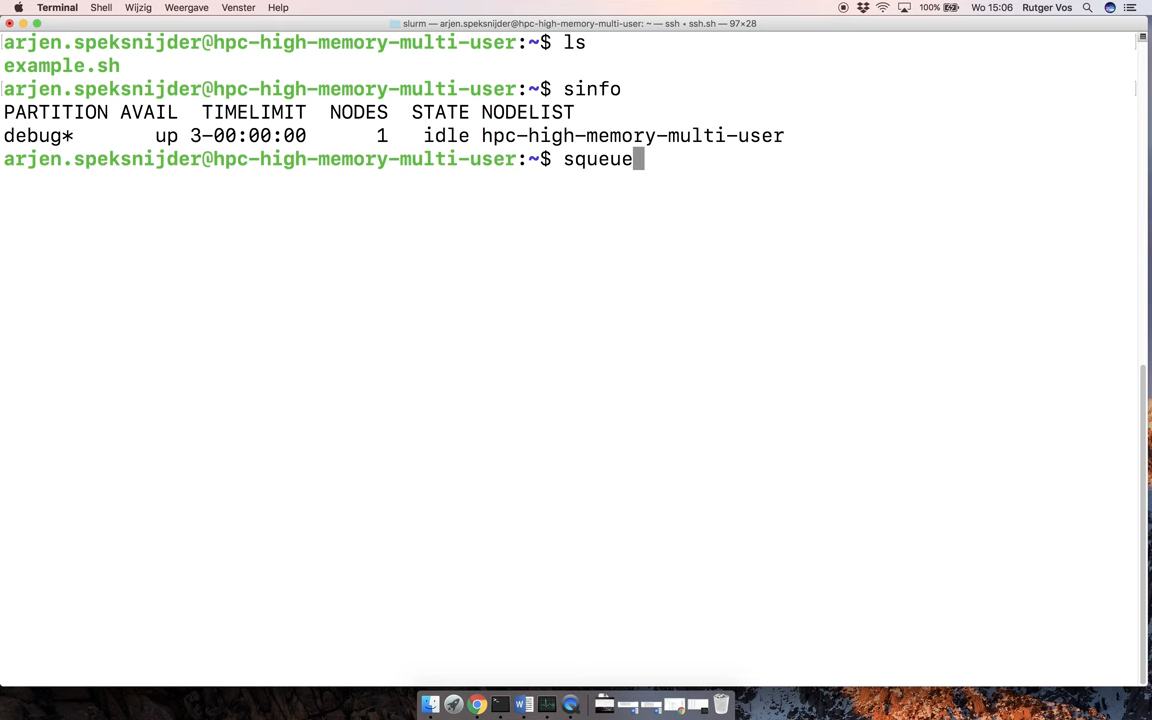 Terminal Shell Wijzig Weergave Venster Help 100% Wo 15:06 Rutger Vos
slurm — arjen.speksnijder@hpc-high-memory-multi-user: ~ — ssh • ssh.sh — 97×28
arjen.speksnijder@hpc-high-memory-multi-user:~$ ls
example.sh
arjen.speksnijder@hpc-high-memory-multi-user:~$ sinfo
PARTITION AVAIL TIMELIMIT NODES STATE NODELIST
debug* up 3-00:00:00 1 idle hpc-high-memory-multi-user
arjen.speksnijder@hpc-high-memory-multi-user:~$ squeue